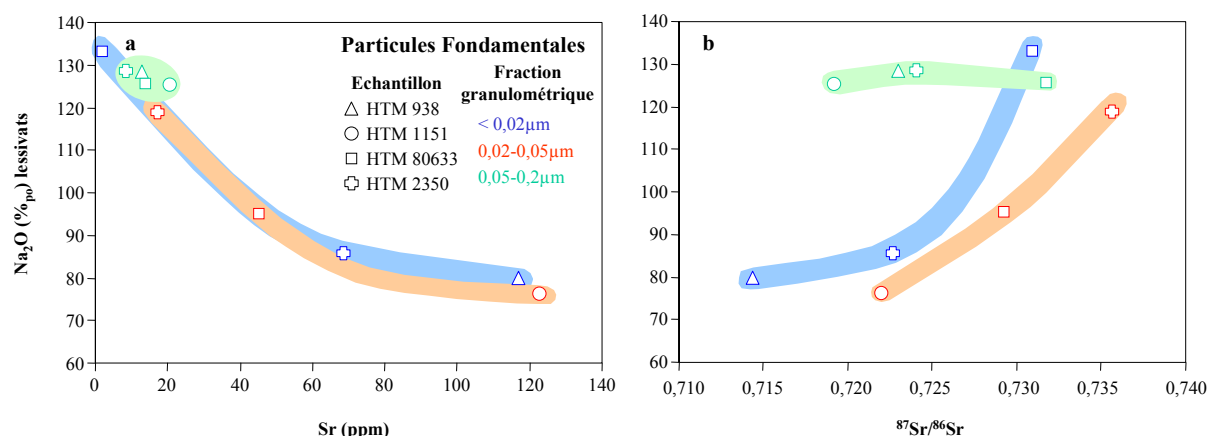 a
Particules Fondamentales
Echantillon
Fraction
granulométrique
HTM 938
HTM 1151
HTM 80633
HTM 2350
< 0,02µm
0,02-0,05µm
0,05-0,2µm
Na₂O (%po) lessivats
140
130
120
110
100
90
80
70
60
0 20 40 60 80 100 120 140
Sr (ppm)
b
140
130
120
110
100
90
80
70
60
0,710 0,715 0,720 0,725 0,730 0,735 0,740
⁸⁷Sr/⁸⁶Sr